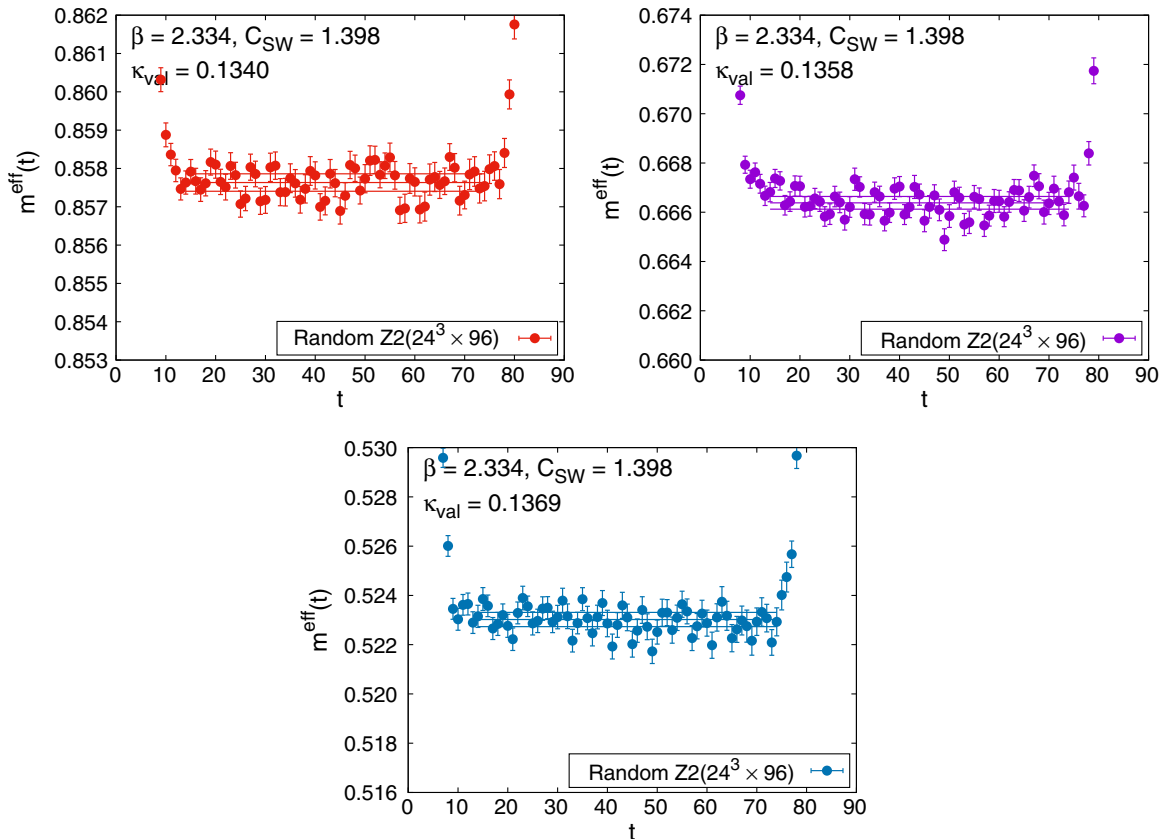 β = 2.334, C_SW = 1.398
κ_val = 0.1340
m^eff(t)
0.862
0.861
0.860
0.859
0.858
0.857
0.856
0.855
0.854
0.853
Random Z2(24³ × 96)
0 10 20 30 40 50 60 70 80 90
t
β = 2.334, C_SW = 1.398
κ_val = 0.1358
m^eff(t)
0.674
0.672
0.670
0.668
0.666
0.664
0.662
0.660
Random Z2(24³ × 96)
0 10 20 30 40 50 60 70 80 90
t
β = 2.334, C_SW = 1.398
κ_val = 0.1369
m^eff(t)
0.530
0.528
0.526
0.524
0.522
0.520
0.518
0.516
Random Z2(24³ × 96)
0 10 20 30 40 50 60 70 80 90
t